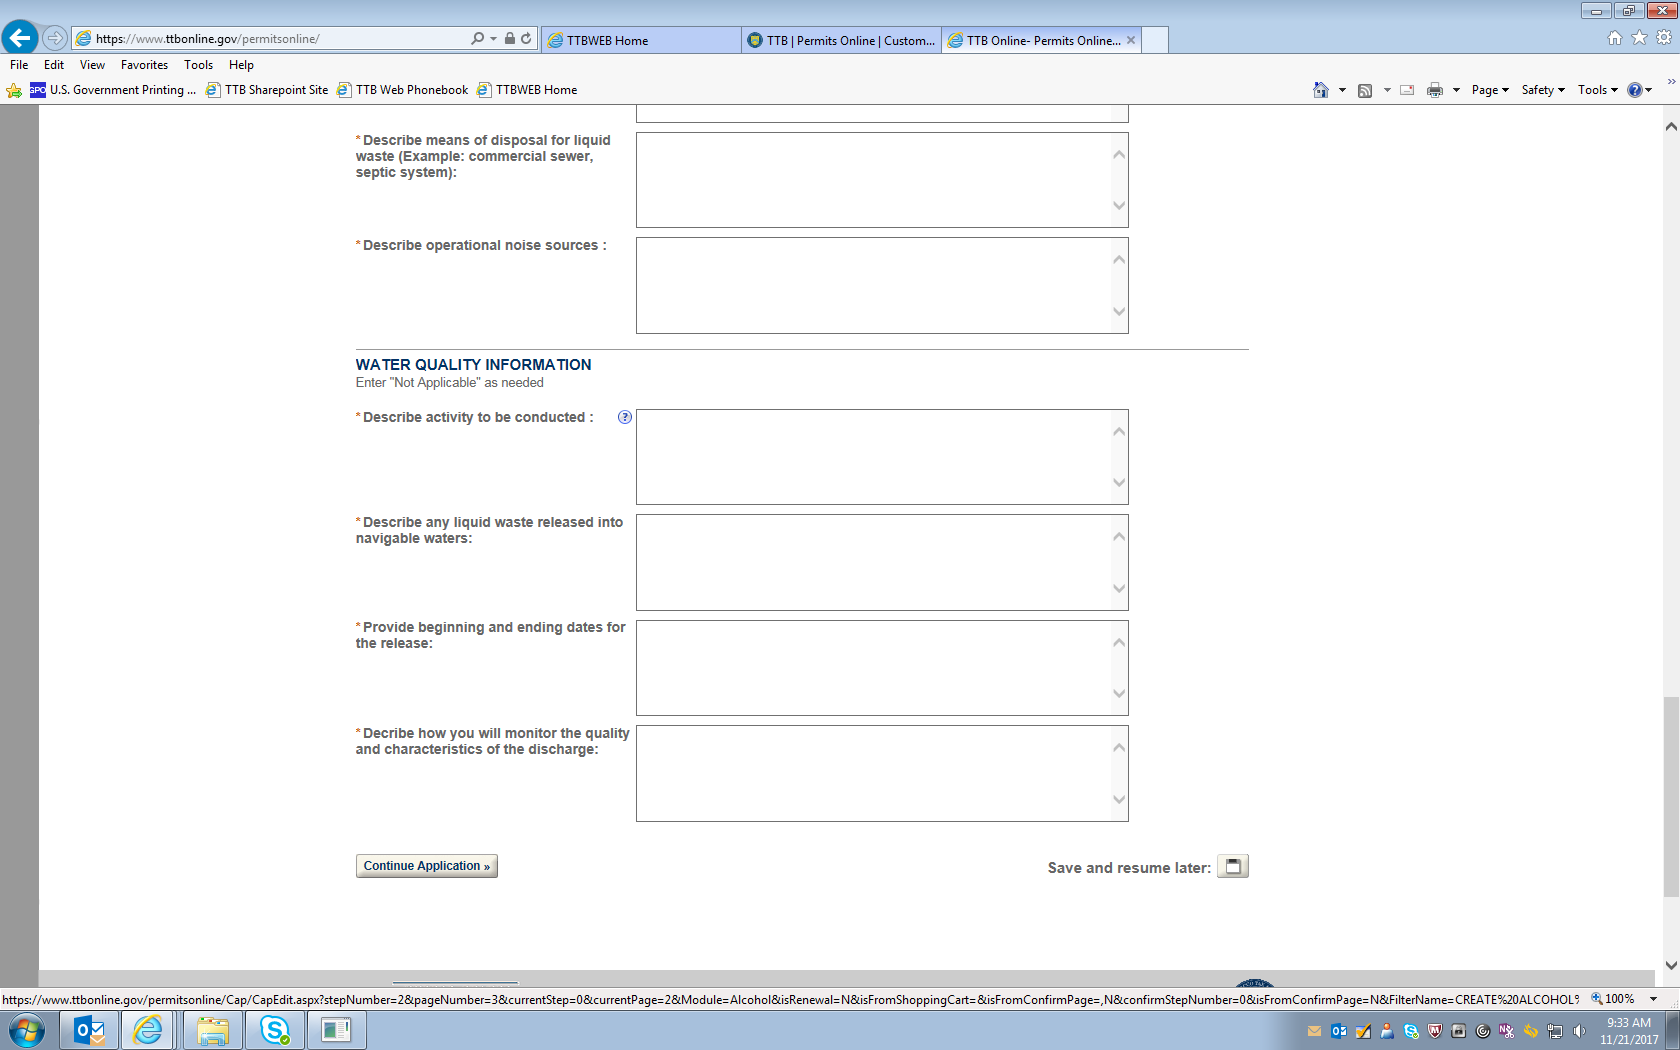 https://www.ttbonline.gov/permitsonline/
TTBWEB Home
TTB | Permits Online | Custom...
TTB Online- Permits Online...
File Edit View Favorites Tools Help
GPO U.S. Government Printing ... TTB Sharepoint Site TTB Web Phonebook TTBWEB Home
Page Safety Tools
*Describe means of disposal for liquid
waste (Example: commercial sewer,
septic system):
*Describe operational noise sources :
WATER QUALITY INFORMATION
Enter "Not Applicable" as needed
*Describe activity to be conducted :
*Describe any liquid waste released into
navigable waters:
*Provide beginning and ending dates for
the release:
*Decribe how you will monitor the quality
and characteristics of the discharge:
Continue Application »
Save and resume later:
https://www.ttbonline.gov/permitsonline/Cap/CapEdit.aspx?stepNumber=2&pageNumber=3&currentStep=0&currentPage=2&Module=Alcohol&isRenewal=N&isFromShoppingCart=&isFromConfirmPage=,N&confirmStepNumber=0&isFromConfirmPage=N&FilterName=CREATE%20ALCOHOL%
100%
9:33 AM
11/21/2017